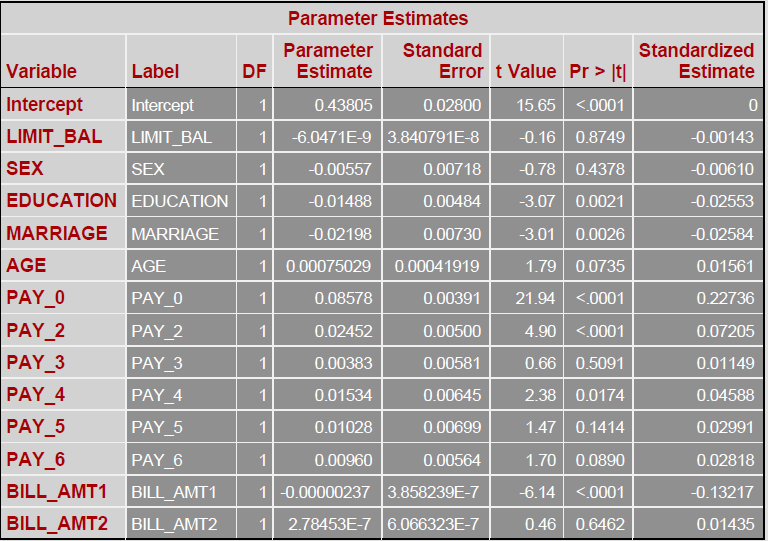 Parameter Estimates
Variable Label DF Parameter Estimate Standard Error t Value Pr > |t| Standardized Estimate
Intercept Intercept 1 0.43805 0.02800 15.65 <.0001 0
LIMIT_BAL LIMIT_BAL 1 -6.0471E-9 3.840791E-8 -0.16 0.8749 -0.00143
SEX SEX 1 -0.00557 0.00718 -0.78 0.4378 -0.00610
EDUCATION EDUCATION 1 -0.01488 0.00484 -3.07 0.0021 -0.02553
MARRIAGE MARRIAGE 1 -0.02198 0.00730 -3.01 0.0026 -0.02584
AGE AGE 1 0.00075029 0.00041919 1.79 0.0735 0.01561
PAY_0 PAY_0 1 0.08578 0.00391 21.94 <.0001 0.22736
PAY_2 PAY_2 1 0.02452 0.00500 4.90 <.0001 0.07205
PAY_3 PAY_3 1 0.00383 0.00581 0.66 0.5091 0.01149
PAY_4 PAY_4 1 0.01534 0.00645 2.38 0.0174 0.04588
PAY_5 PAY_5 1 0.01028 0.00699 1.47 0.1414 0.02991
PAY_6 PAY_6 1 0.00960 0.00564 1.70 0.0890 0.02818
BILL_AMT1 BILL_AMT1 1 -0.00000237 3.858239E-7 -6.14 <.0001 -0.13217
BILL_AMT2 BILL_AMT2 1 2.78453E-7 6.066323E-7 0.46 0.6462 0.01435